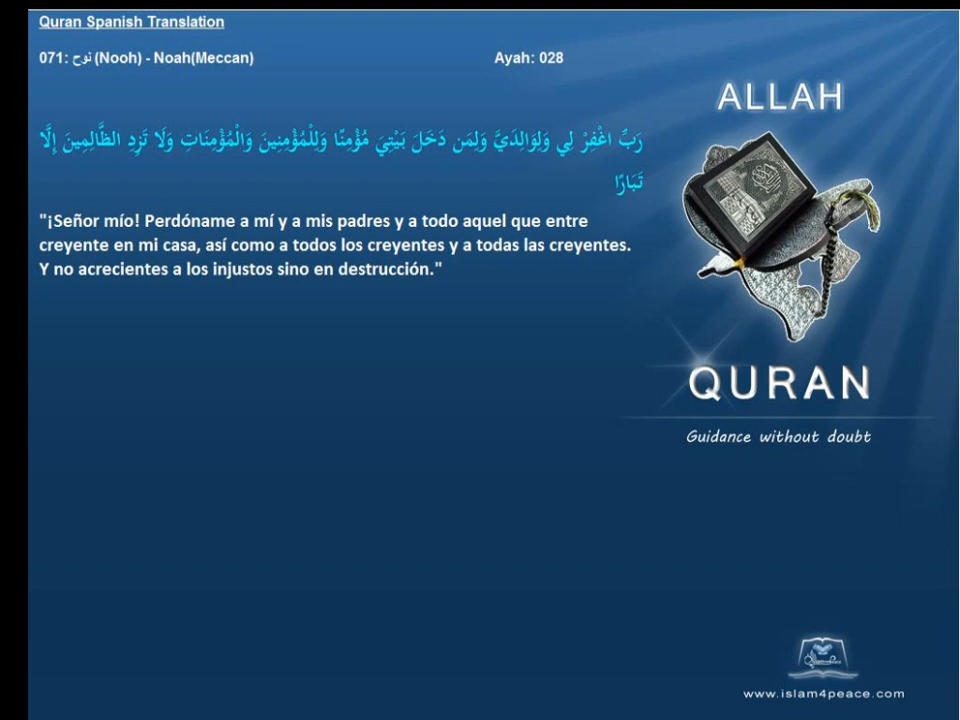 Quran Spanish Translation
071: نوح (Nooh) - Noah(Meccan) Ayah: 028
ALLAH
رَبِّ اغْفِرْ لِي وَلِوَالِدَيَّ وَلِمَن دَخَلَ بَيْتِيَ مُؤْمِنًا وَلِلْمُؤْمِنِينَ وَالْمُؤْمِنَاتِ وَلَا تَزِدِ الظَّالِمِينَ إِلَّا
تَبَارًا
"¡Señor mío! Perdóname a mí y a mis padres y a todo aquel que entre
creyente en mi casa, así como a todos los creyentes y a todas las creyentes.
Y no acrecientes a los injustos sino en destrucción."
QURAN
Guidance without doubt
www.islam4peace.com